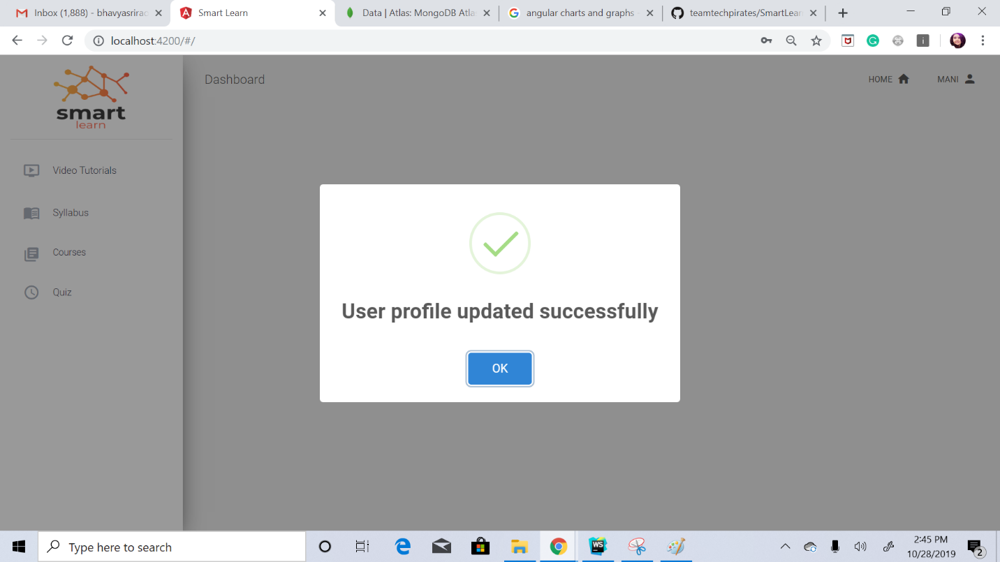 Inbox (1,888) - bhavyasrirac
Smart Learn
Data | Atlas: MongoDB Atla
angular charts and graphs -
teamtechpirates/SmartLearn
localhost:4200/#/
smart
learn
Dashboard
HOME
MANI
Video Tutorials
Syllabus
Courses
Quiz
User profile updated successfully
OK
Type here to search
WS
2:45 PM
10/28/2019
2